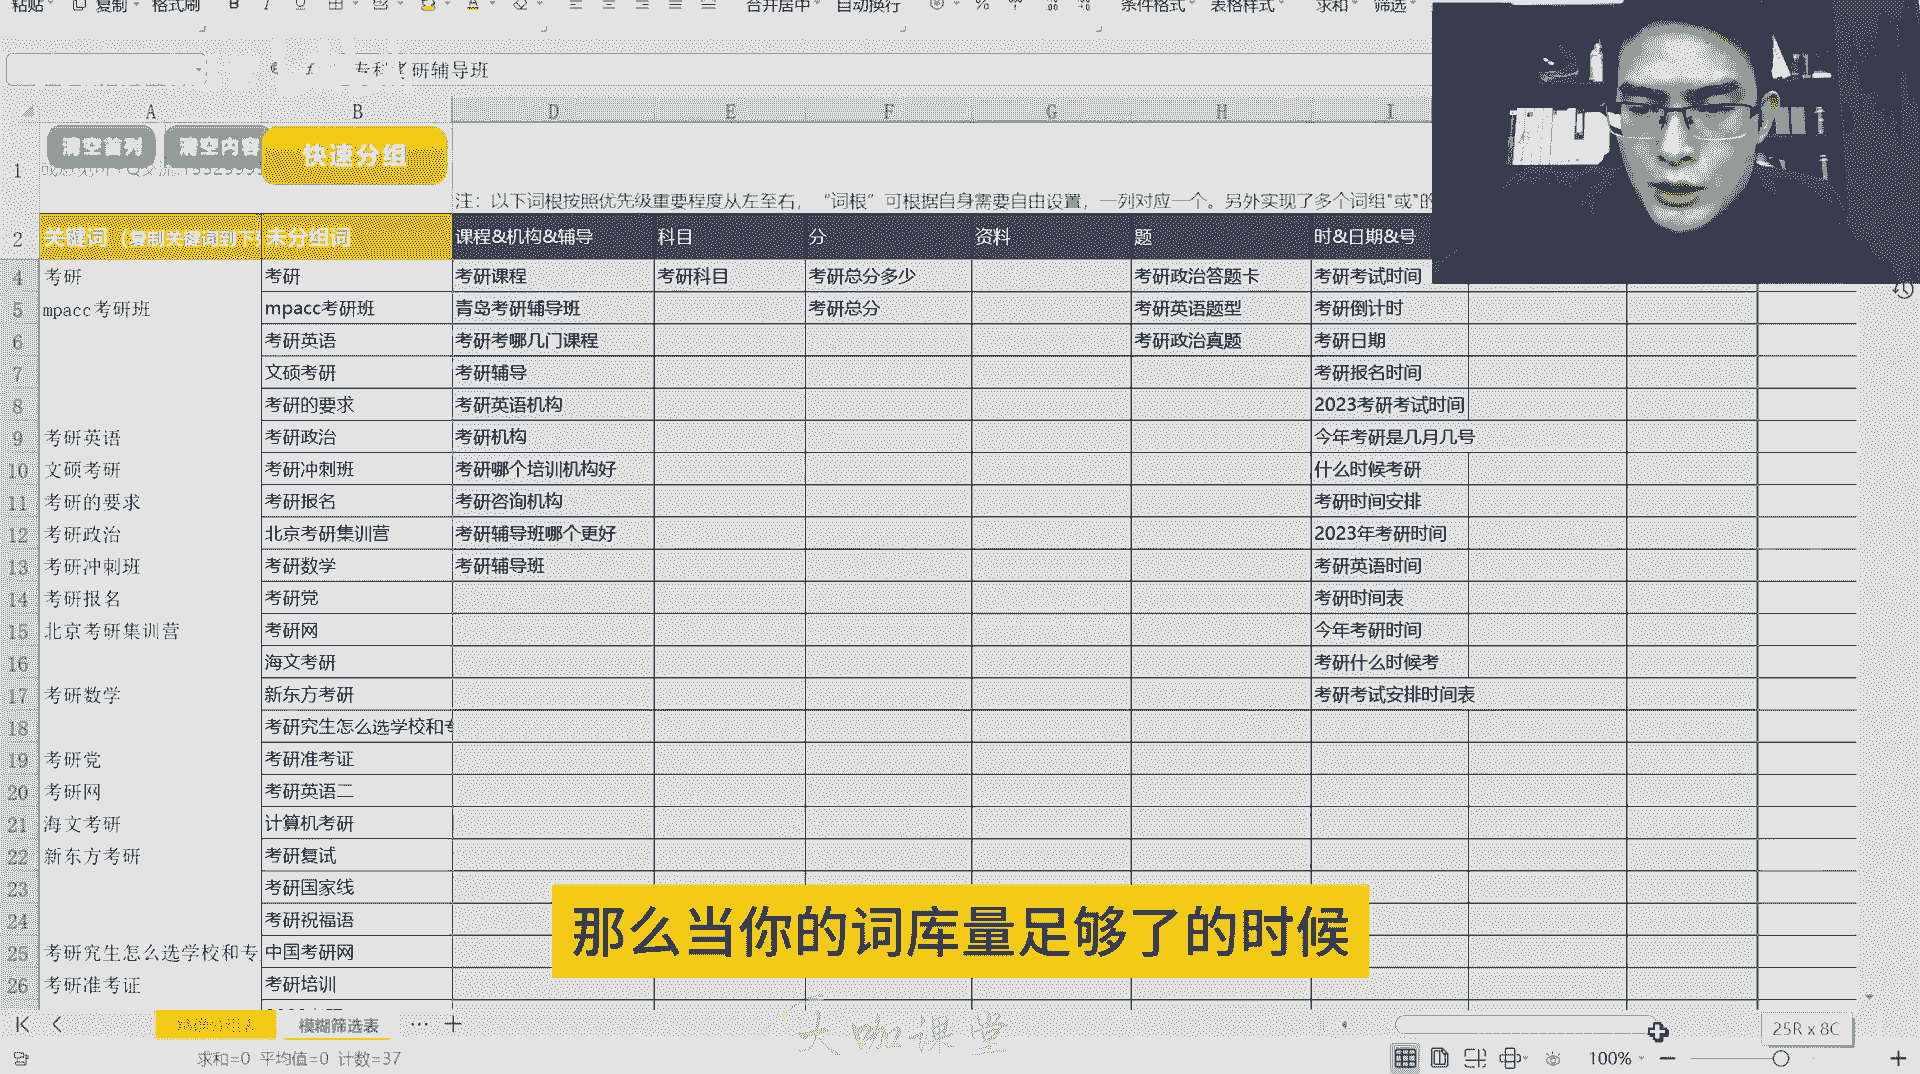 粘贴 复制 格式刷 B I U A 合并居中 自动换行 % 条件格式 表格样式 求和 筛选
专科考研辅导班
A B D E F G H I
清空首列 清空内容 快速分组
1
注：以下词根按照优先级重要程度从左至右，“词根”可根据自身需要自由设置，一列对应一个。另外实现了多个词组"或"的
2 关键词（复制关键词到下 未分组词 课程&机构&辅导 科目 分 资料 题 时&日期&号
4 考研 考研 考研课程 考研科目 考研总分多少 考研政治答题卡 考研考试时间
5 mpacc考研班 mpacc考研班 青岛考研辅导班 考研总分 考研英语题型 考研倒计时
6 考研英语 考研考哪几门课程 考研政治真题 考研日期
7 文硕考研 考研辅导 考研报名时间
8 考研的要求 考研英语机构 2023考研考试时间
9 考研英语 考研政治 考研机构 今年考研是几月几号
10 文硕考研 考研冲刺班 考研哪个培训机构好 什么时候考研
11 考研的要求 考研报名 考研咨询机构 考研时间安排
12 考研政治 北京考研集训营 考研辅导班哪个更好 2023年考研时间
13 考研冲刺班 考研数学 考研辅导班 考研英语时间
14 考研报名 考研党 考研时间表
15 北京考研集训营 考研网 今年考研时间
16 海文考研 考研什么时候考
17 考研数学 新东方考研 考研考试安排时间表
18 考研究生怎么选学校和专
19 考研党 考研准考证
20 考研网 考研英语二
21 海文考研 计算机考研
22 新东方考研 考研复试
23 考研国家线
24 考研祝福语
25 考研究生怎么选学校和专 中国考研网
26 考研准考证 考研培训
那么当你的词库量足够了的时候
模糊筛选表 ··· +
大咖课堂
25R x 8C
求和=0 平均值=0 计数=37
100%